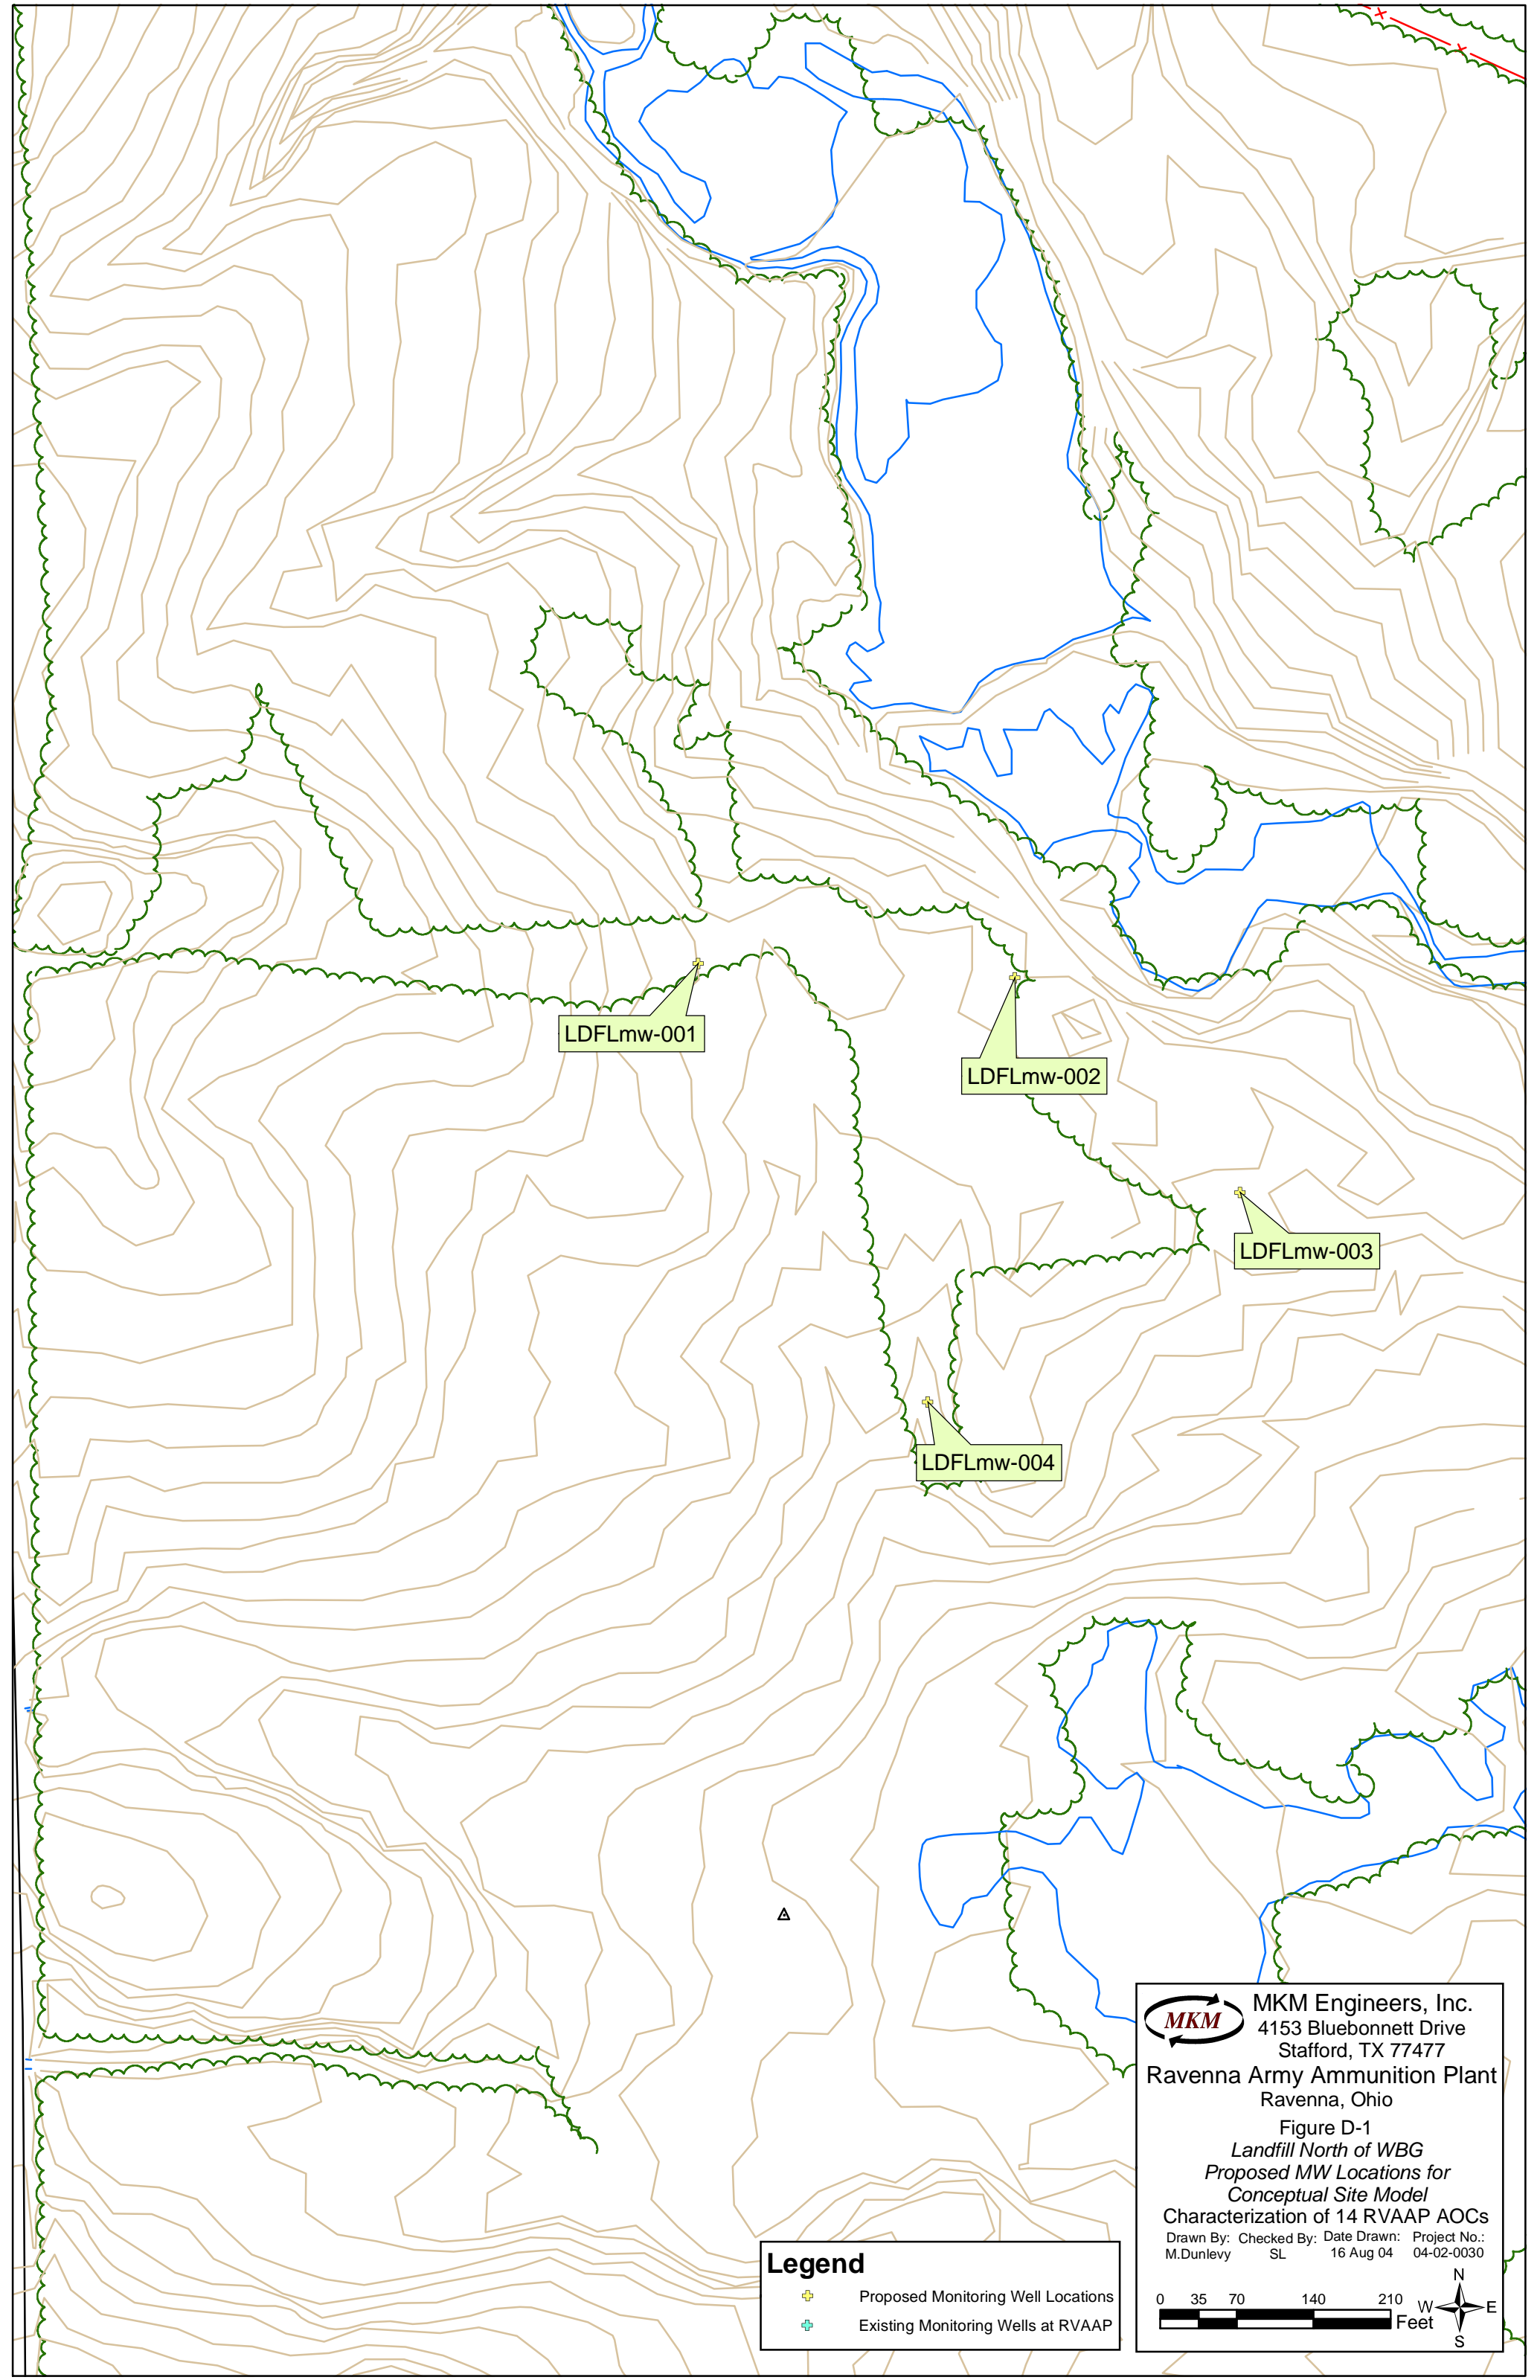 LDFLmw-001
LDFLmw-002
LDFLmw-003
LDFLmw-004
MKM
MKM Engineers, Inc.
4153 Bluebonnett Drive
Stafford, TX 77477
Ravenna Army Ammunition Plant
Ravenna, Ohio
Figure D-1
Landfill North of WBG
Proposed MW Locations for
Conceptual Site Model
Characterization of 14 RVAAP AOCs
Drawn By: Checked By: Date Drawn: Project No.:
M.Dunlevy SL 16 Aug 04 04-02-0030
0 35 70 140 210
Feet
N
W E
S
Legend
Proposed Monitoring Well Locations
Existing Monitoring Wells at RVAAP